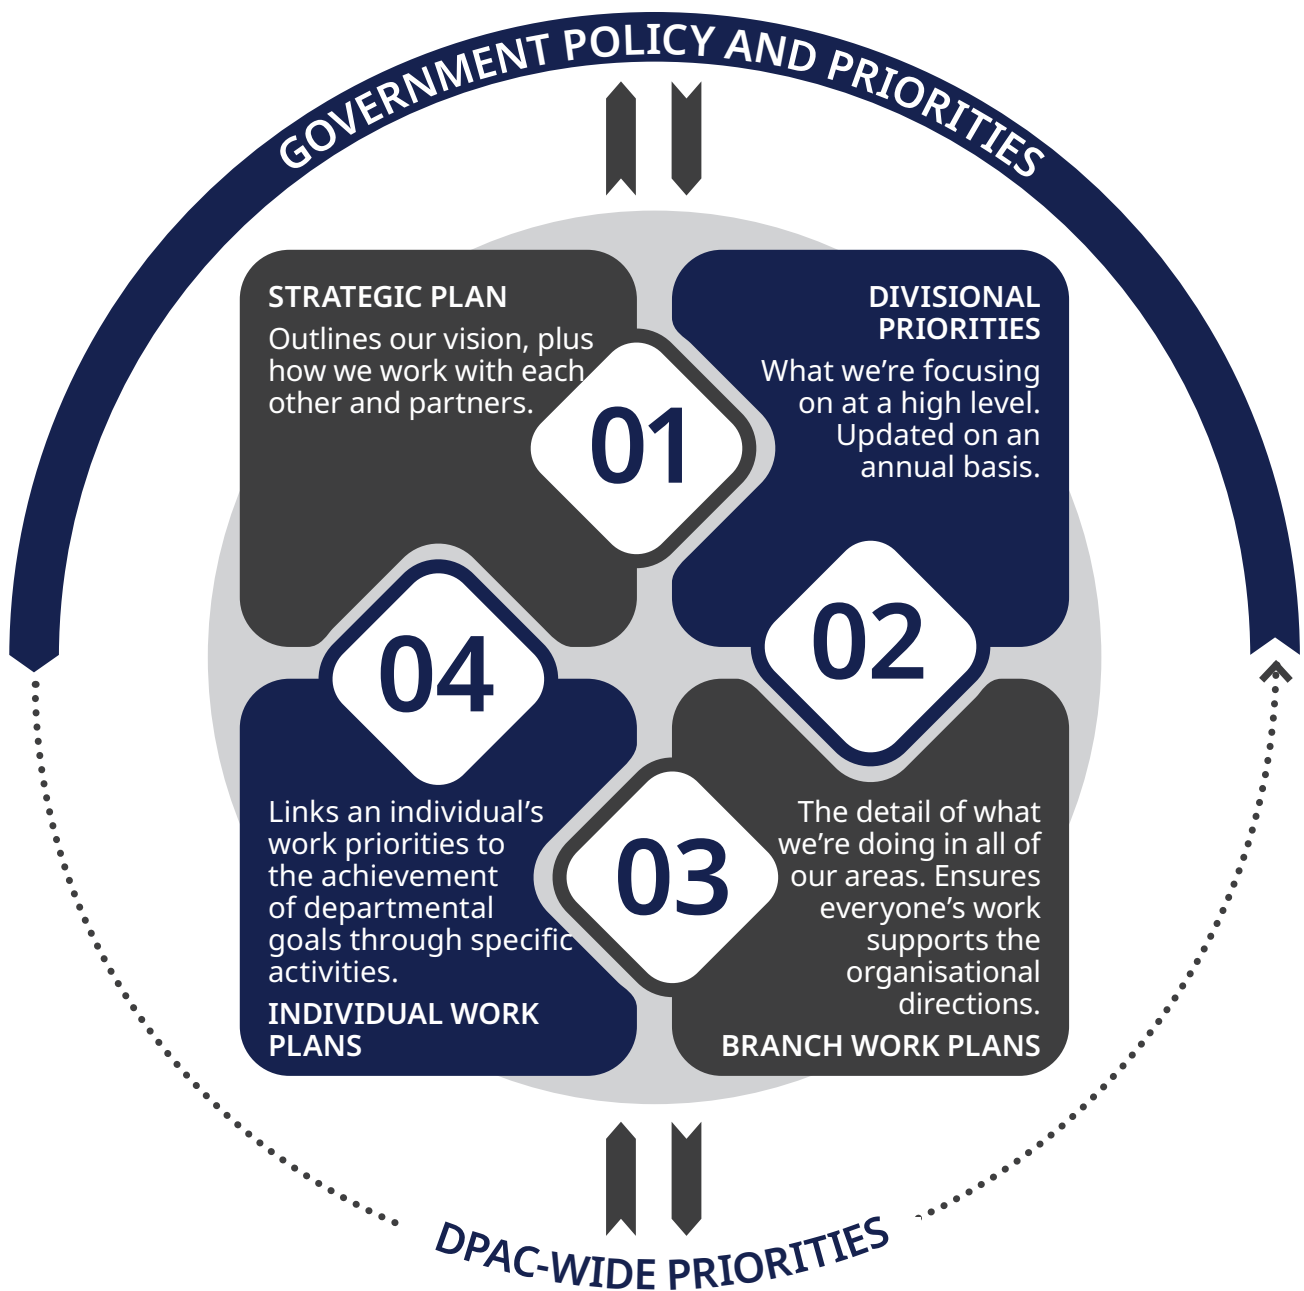 GOVERNMENT POLICY AND PRIORITIES
STRATEGIC PLAN
Outlines our vision, plus
how we work with each
other and partners.
01
DIVISIONAL
PRIORITIES
What we’re focusing
on at a high level.
Updated on an
annual basis.
02
03
The detail of what
we’re doing in all of
our areas. Ensures
everyone’s work
supports the
organisational
directions.
BRANCH WORK PLANS
04
Links an individual’s
work priorities to
the achievement
of departmental
goals through specific
activities.
INDIVIDUAL WORK
PLANS
DPAC-WIDE PRIORITIES